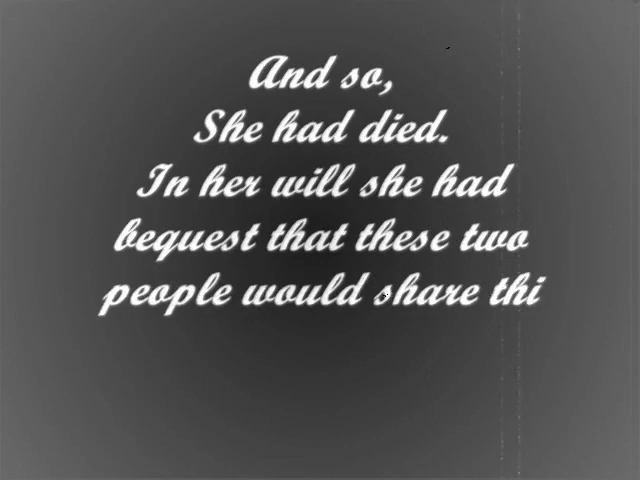 And so,
She had died.
In her will she had
bequest that these two
people would share thi